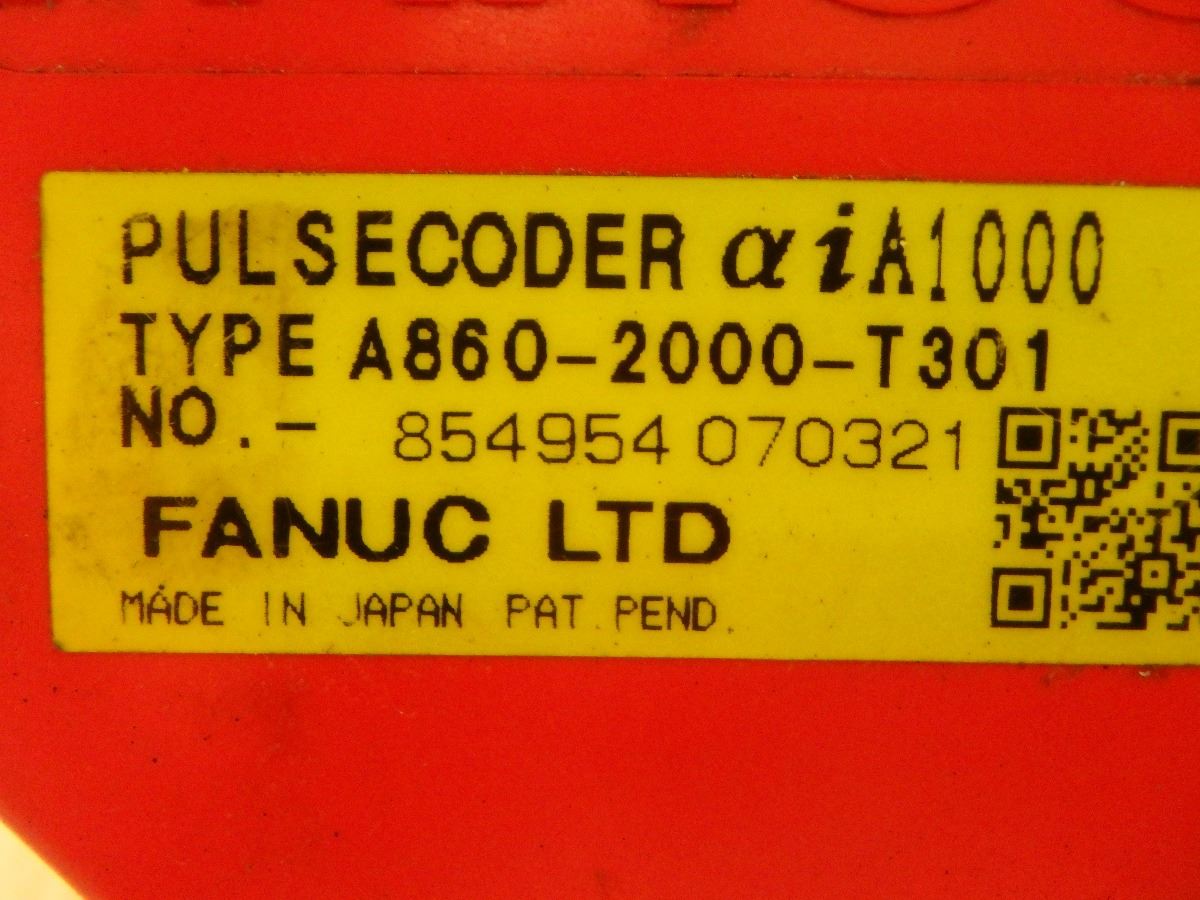 PULSECODER αiA1000
TYPE A860-2000-T301
NO.- 854954 070321
FANUC LTD
MADE IN JAPAN PAT.PEND.